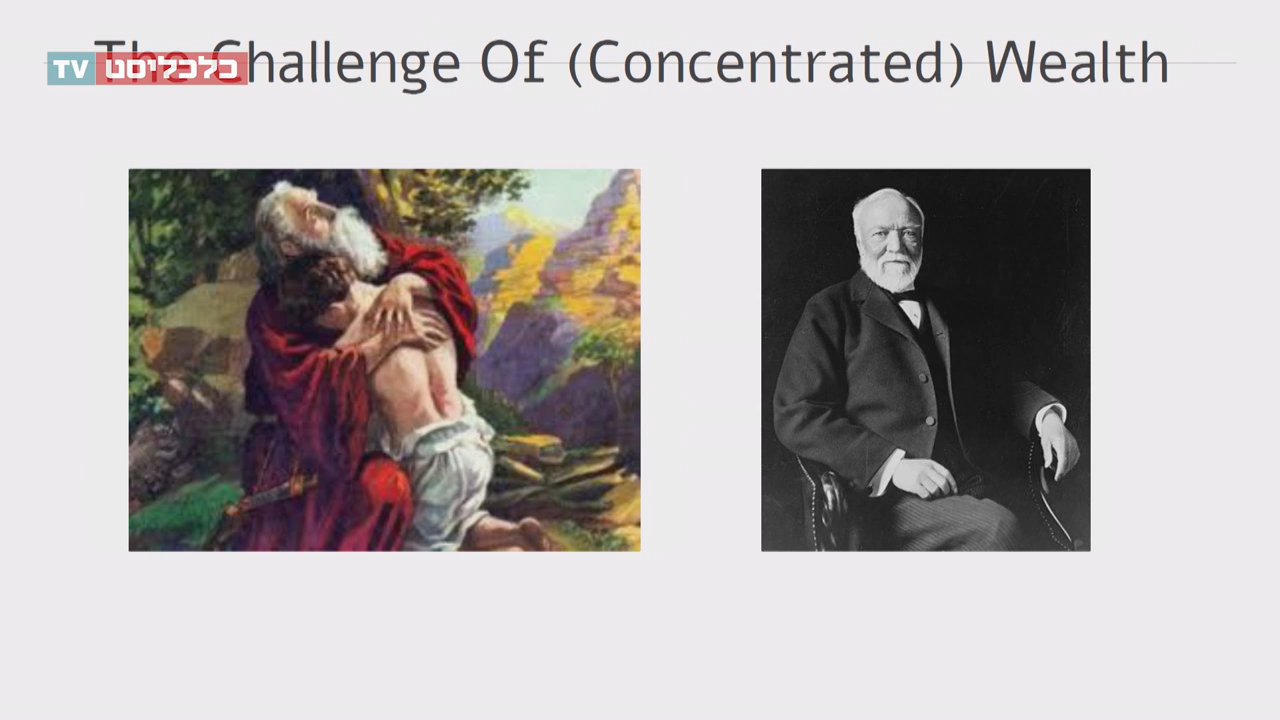 The Challenge Of (Concentrated) Wealth
TV כלכליסט